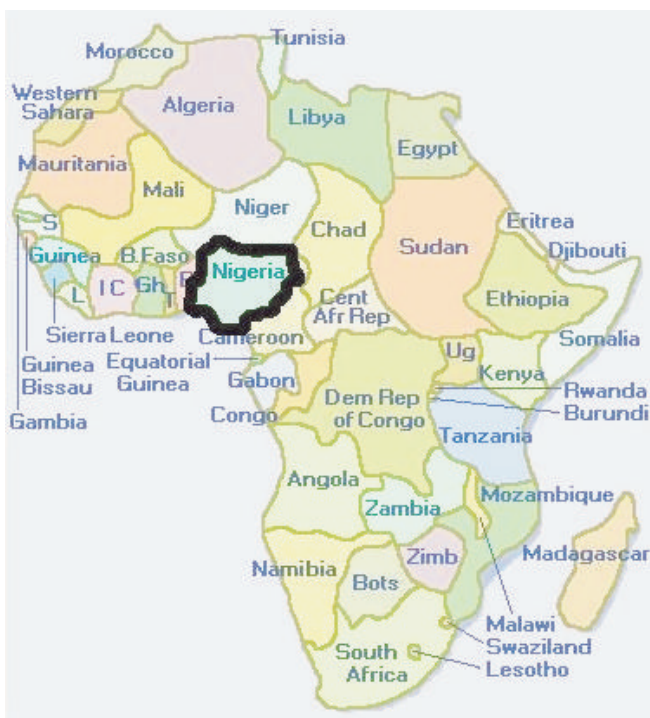 Tunisia
Morocco
Western
Sahara
Algeria
Libya
Egypt
Mauritania
Mali
Niger
Chad
Sudan
Eritrea
Djibouti
S
Guinea
B.Faso
Nigeria
I C
Gh
T
L
Cent
Afr Rep
Ethiopia
Sierra Leone
Cameroon
Somalia
Guinea
Bissau
Equatorial
Guinea
Gabon
Ug
Kenya
Rwanda
Burundi
Gambia
Congo
Dem Rep
of Congo
Tanzania
Angola
Zambia
Mozambique
Namibia
Zimb
Bots
Madagascar
Malawi
Swaziland
Lesotho
South
Africa